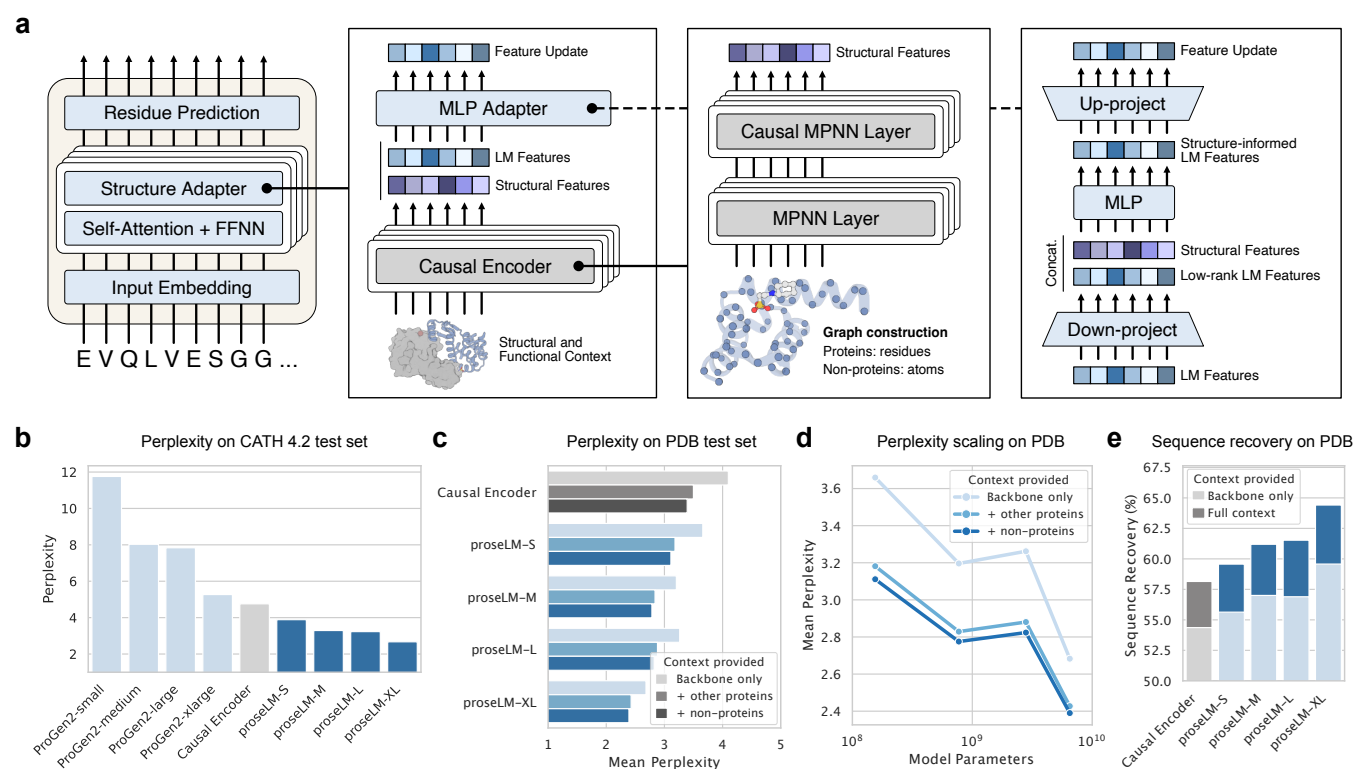 a
Residue Prediction
Structure Adapter
Self-Attention + FFNN
Input Embedding
E V Q L V E S G G ...
Feature Update
MLP Adapter
LM Features
Structural Features
Causal Encoder
Structural and
Functional Context
Structural Features
Causal MPNN Layer
MPNN Layer
Graph construction
Proteins: residues
Non-proteins: atoms
Feature Update
Up-project
Structure-informed
LM Features
MLP
Concat.
Structural Features
Low-rank LM Features
Down-project
LM Features
b
Perplexity on CATH 4.2 test set
Perplexity
12
10
8
6
4
2
ProGen2-small
ProGen2-medium
ProGen2-large
ProGen2-xlarge
Causal Encoder
proseLM-S
proseLM-M
proseLM-L
proseLM-XL
c
Perplexity on PDB test set
Causal Encoder
proseLM-S
proseLM-M
proseLM-L
proseLM-XL
Context provided
Backbone only
+ other proteins
+ non-proteins
1 2 3 4 5
Mean Perplexity
d
Perplexity scaling on PDB
Mean Perplexity
3.6
3.4
3.2
3.0
2.8
2.6
2.4
Context provided
Backbone only
+ other proteins
+ non-proteins
10⁸ 10⁹ 10¹⁰
Model Parameters
e
Sequence recovery on PDB
Sequence Recovery (%)
67.5
65.0
62.5
60.0
57.5
55.0
52.5
50.0
Context provided
Backbone only
Full context
Causal Encoder
proseLM-S
proseLM-M
proseLM-L
proseLM-XL